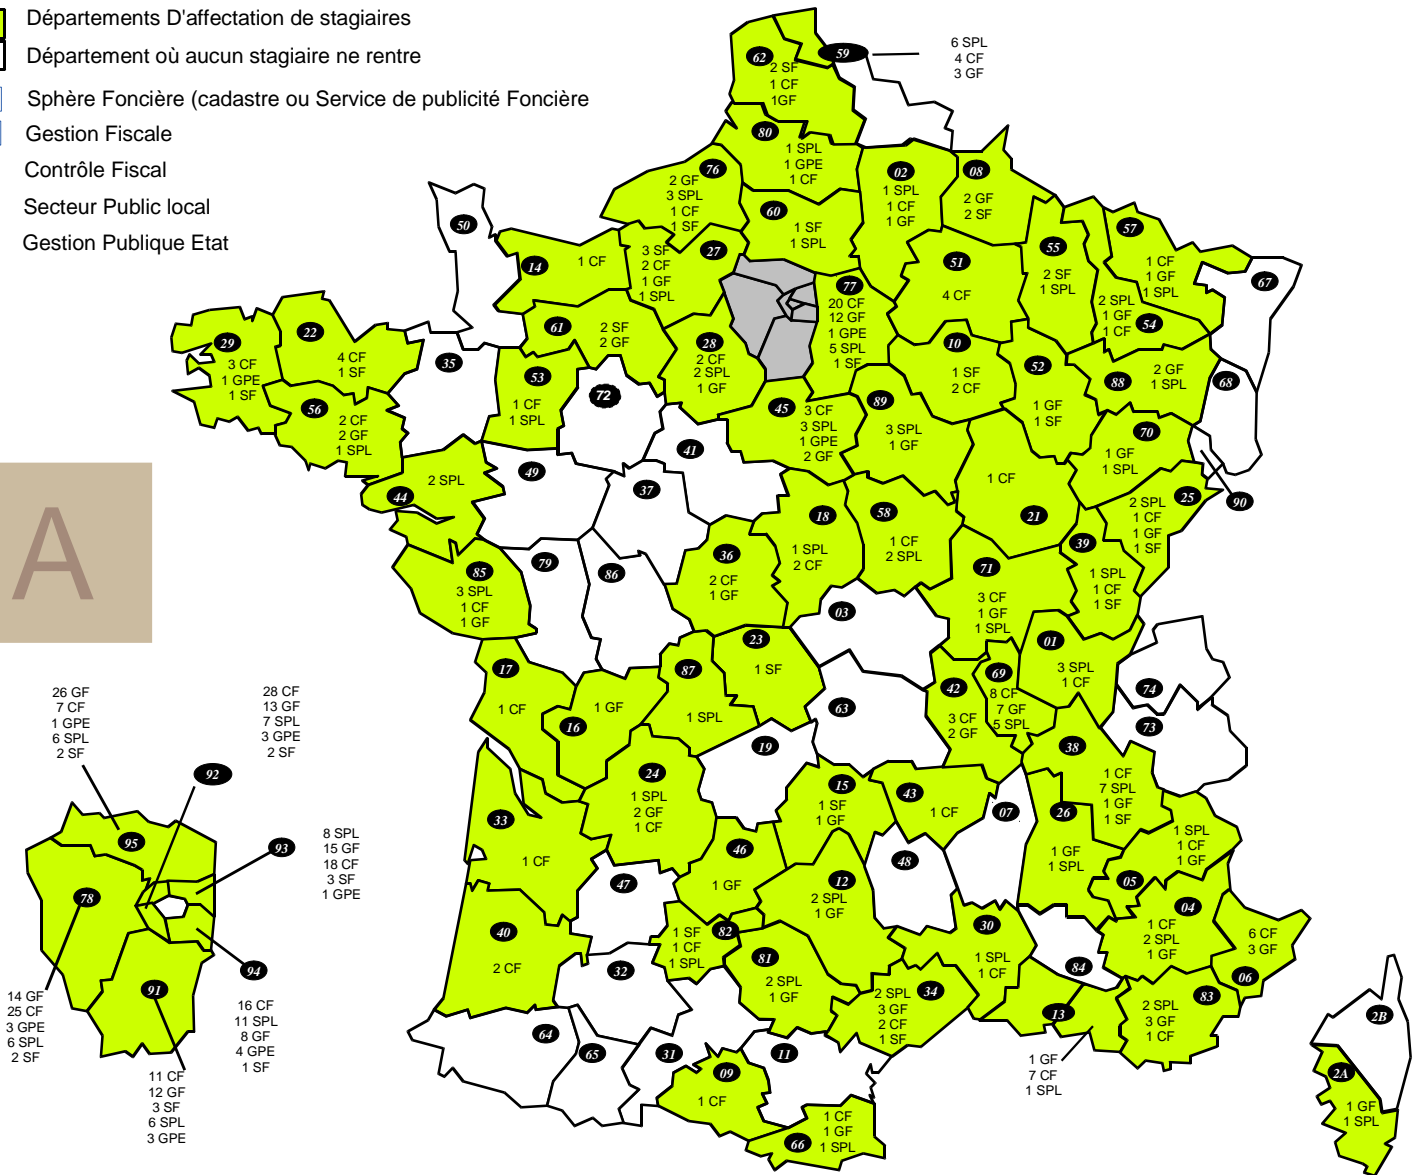 Départements D'affectation de stagiaires
Département où aucun stagiaire ne rentre
Sphère Foncière (cadastre ou Service de publicité Foncière
Gestion Fiscale
Contrôle Fiscal
Secteur Public local
Gestion Publique Etat
A
59
6 SPL
4 CF
3 GF
62
2 SF
1 CF
1GF
80
1 SPL
1 GPE
1 CF
76
2 GF
3 SPL
1 CF
1 SF
02
1 SPL
1 CF
1 GF
08
2 GF
2 SF
60
1 SF
1 SPL
50
14
1 CF
27
3 SF
2 CF
1 GF
1 SPL
51
4 CF
55
2 SF
1 SPL
57
1 CF
1 GF
1 SPL
67
54
2 SPL
1 GF
1 CF
77
20 CF
12 GF
1 GPE
5 SPL
1 SF
29
3 CF
1 GPE
1 SF
22
4 CF
1 SF
61
2 SF
2 GF
28
2 CF
2 SPL
1 GF
10
1 SF
2 CF
52
1 GF
1 SF
88
2 GF
1 SPL
68
35
53
1 CF
1 SPL
72
56
2 CF
2 GF
1 SPL
45
3 CF
3 SPL
1 GPE
2 GF
89
3 SPL
1 GF
70
1 GF
1 SPL
41
49
37
44
2 SPL
21
1 CF
25
2 SPL
1 CF
1 GF
1 SF
90
18
1 SPL
2 CF
58
1 CF
2 SPL
39
1 SPL
1 CF
1 SF
36
2 CF
1 GF
85
3 SPL
1 CF
1 GF
79
86
71
3 CF
1 GF
1 SPL
03
23
1 SF
01
3 SPL
1 CF
17
1 CF
16
1 GF
87
1 SPL
63
42
3 CF
2 GF
69
8 CF
7 GF
5 SPL
74
73
19
24
1 SPL
2 GF
1 CF
15
1 SF
1 GF
43
1 CF
07
38
1 CF
7 SPL
1 GF
1 SF
26
1 GF
1 SPL
05
1 SPL
1 CF
1 GF
33
1 CF
47
46
1 GF
12
2 SPL
1 GF
48
04
1 CF
2 SPL
1 GF
06
6 CF
3 GF
40
2 CF
32
82
1 SF
1 CF
1 SPL
81
2 SPL
1 GF
30
1 SPL
1 CF
84
34
2 SPL
3 GF
2 CF
1 SF
13
1 GF
7 CF
1 SPL
83
2 SPL
3 GF
1 CF
64
65
31
09
1 CF
11
66
1 CF
1 GF
1 SPL
2B
2A
1 GF
1 SPL
26 GF
7 CF
1 GPE
6 SPL
2 SF
95
28 CF
13 GF
7 SPL
3 GPE
2 SF
92
93
8 SPL
15 GF
18 CF
3 SF
1 GPE
78
14 GF
25 CF
3 GPE
6 SPL
2 SF
91
11 CF
12 GF
3 SF
6 SPL
3 GPE
94
16 CF
11 SPL
8 GF
4 GPE
1 SF